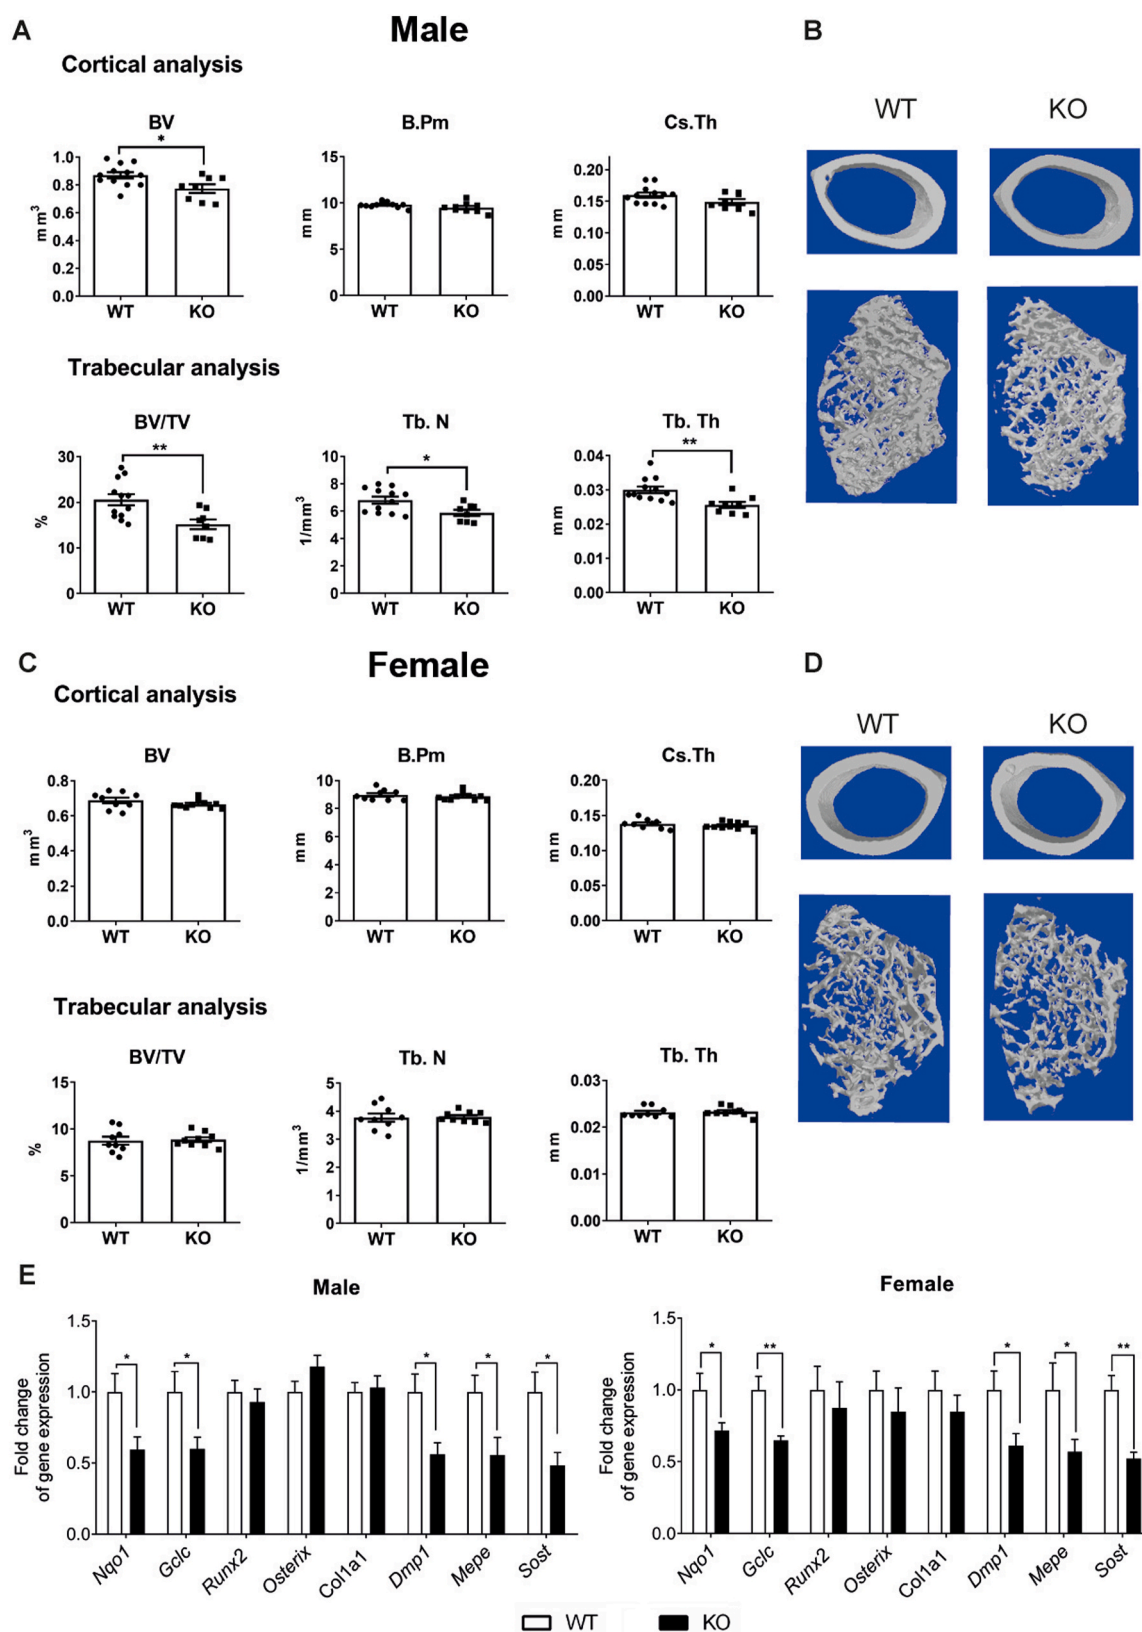 A
Male
B
Cortical analysis
BV
B.Pm
Cs.Th
WT
KO
*
1.0
0.8
0.6
0.4
0.2
0.0
mm3
WT
KO
15
10
5
0
mm
WT
KO
0.20
0.15
0.10
0.05
0.00
mm
WT
KO
Trabecular analysis
BV/TV
Tb. N
Tb. Th
**
30
20
10
0
%
WT
KO
*
10
8
6
4
2
0
1/mm3
WT
KO
**
0.04
0.03
0.02
0.01
0.00
mm
WT
KO
C
Female
D
Cortical analysis
BV
B.Pm
Cs.Th
WT
KO
0.8
0.6
0.4
0.2
0.0
mm3
WT
KO
10
8
6
4
2
0
mm
WT
KO
0.20
0.15
0.10
0.05
0.00
mm
WT
KO
Trabecular analysis
BV/TV
Tb. N
Tb. Th
15
10
5
0
%
WT
KO
5
4
3
2
1
0
1/mm3
WT
KO
0.03
0.02
0.01
0.00
mm
WT
KO
E
Male
Fold change
of gene expression
1.5
1.0
0.5
0.0
* * * * *
Nqo1 Gclc Runx2 Osterix Col1a1 Dmp1 Mepe Sost
Female
Fold change
of gene expression
1.5
1.0
0.5
0.0
* ** * * **
Nqo1 Gclc Runx2 Osterix Col1a1 Dmp1 Mepe Sost
WT KO